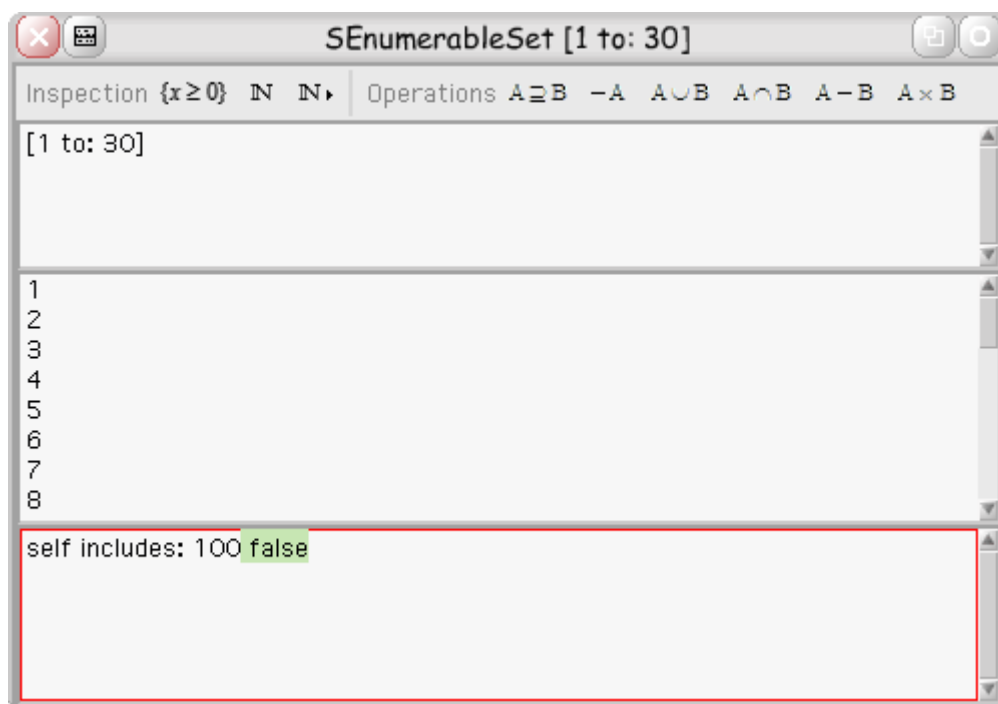 SEnumerableSet [1 to: 30]
Inspection {x ≥ 0} ℕ ℕ▸ Operations A⊇B −A A∪B A∩B A−B A×B
[1 to: 30]
1
2
3
4
5
6
7
8
self includes: 100 false